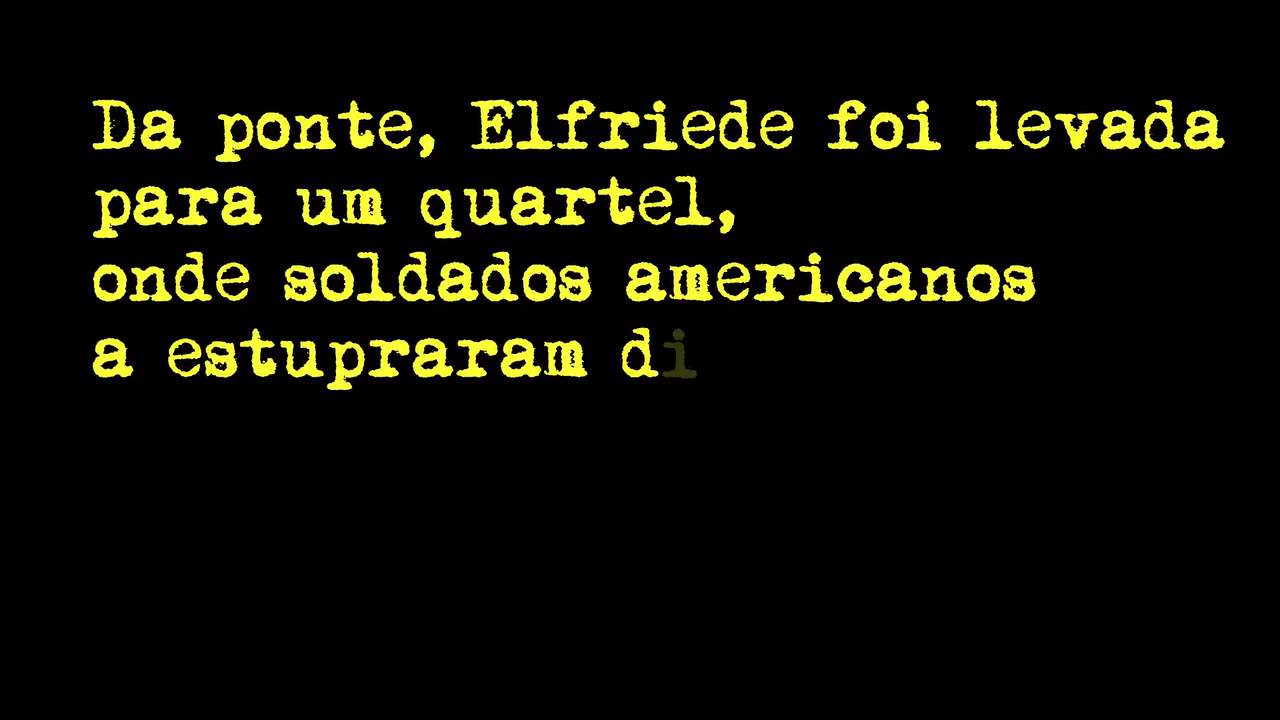 Da ponte, Elfriede foi levada
para um quartel,
onde soldados americanos
a estupraram di